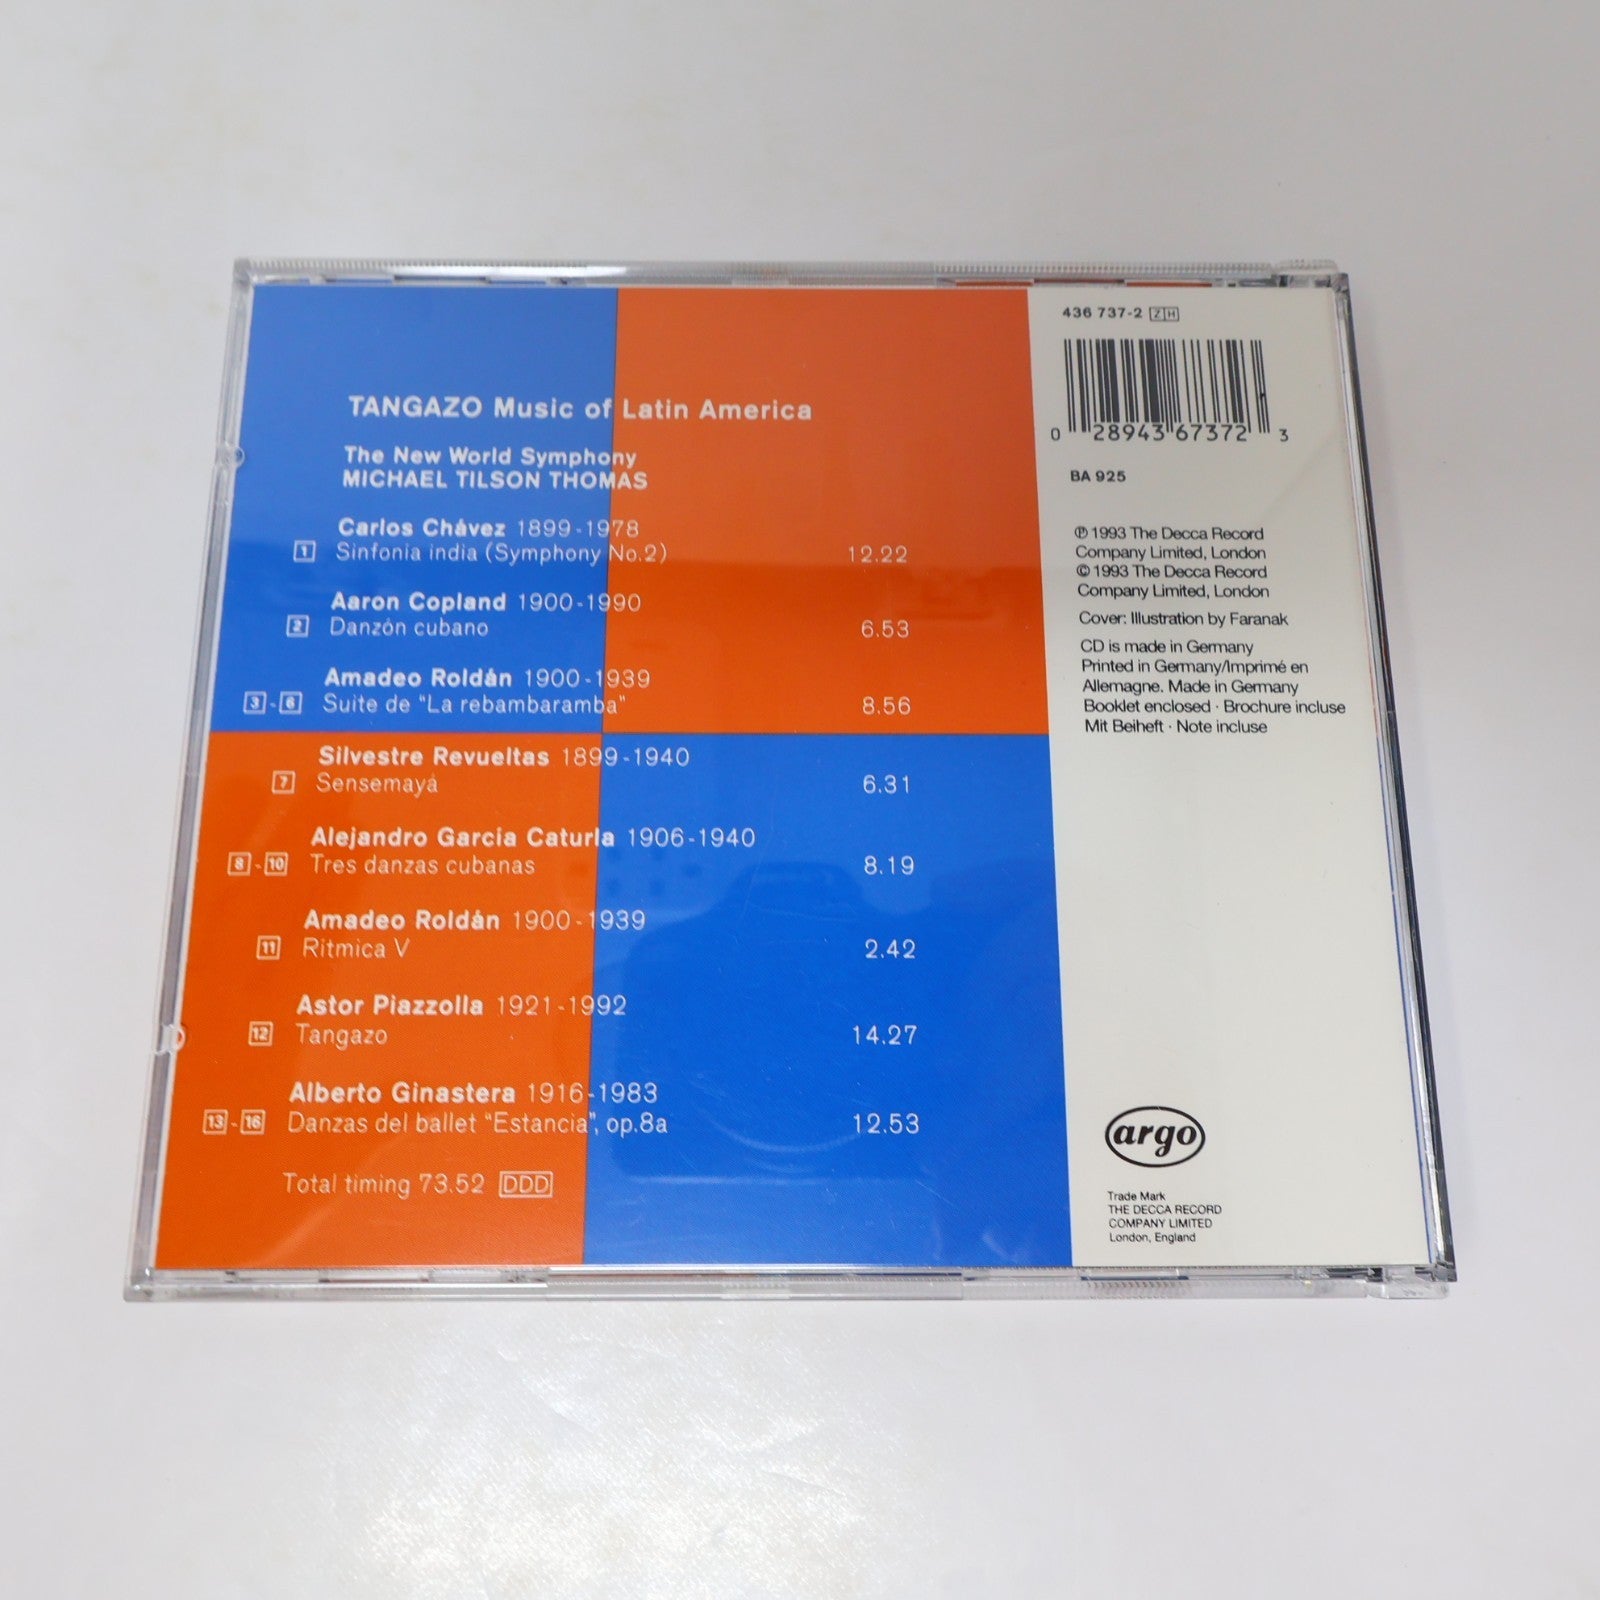 TANGAZO Music of Latin America
The New World Symphony
MICHAEL TILSON THOMAS
Carlos Chávez 1899-1978
1 Sinfonia india (Symphony No.2) 12.22
Aaron Copland 1900-1990
2 Danzón cubano 6.53
Amadeo Roldán 1900-1939
3-6 Suite de “La rebambaramba” 8.56
Silvestre Revueltas 1899-1940
7 Sensemayá 6.31
Alejandro Garcia Caturla 1906-1940
8-10 Tres danzas cubanas 8.19
Amadeo Roldán 1900-1939
11 Ritmica V 2.42
Astor Piazzolla 1921-1992
12 Tangazo 14.27
Alberto Ginastera 1916-1983
13-16 Danzas del ballet “Estancia”, op.8a 12.53
Total timing 73.52 DDD
436 737-2 ZH
0 28943 67372 3
BA 925
℗ 1993 The Decca Record
Company Limited, London
© 1993 The Decca Record
Company Limited, London
Cover: Illustration by Faranak
CD is made in Germany
Printed in Germany/Imprimé en
Allemagne. Made in Germany
Booklet enclosed · Brochure incluse
Mit Beiheft · Note incluse
argo
Trade Mark
THE DECCA RECORD
COMPANY LIMITED
London, England